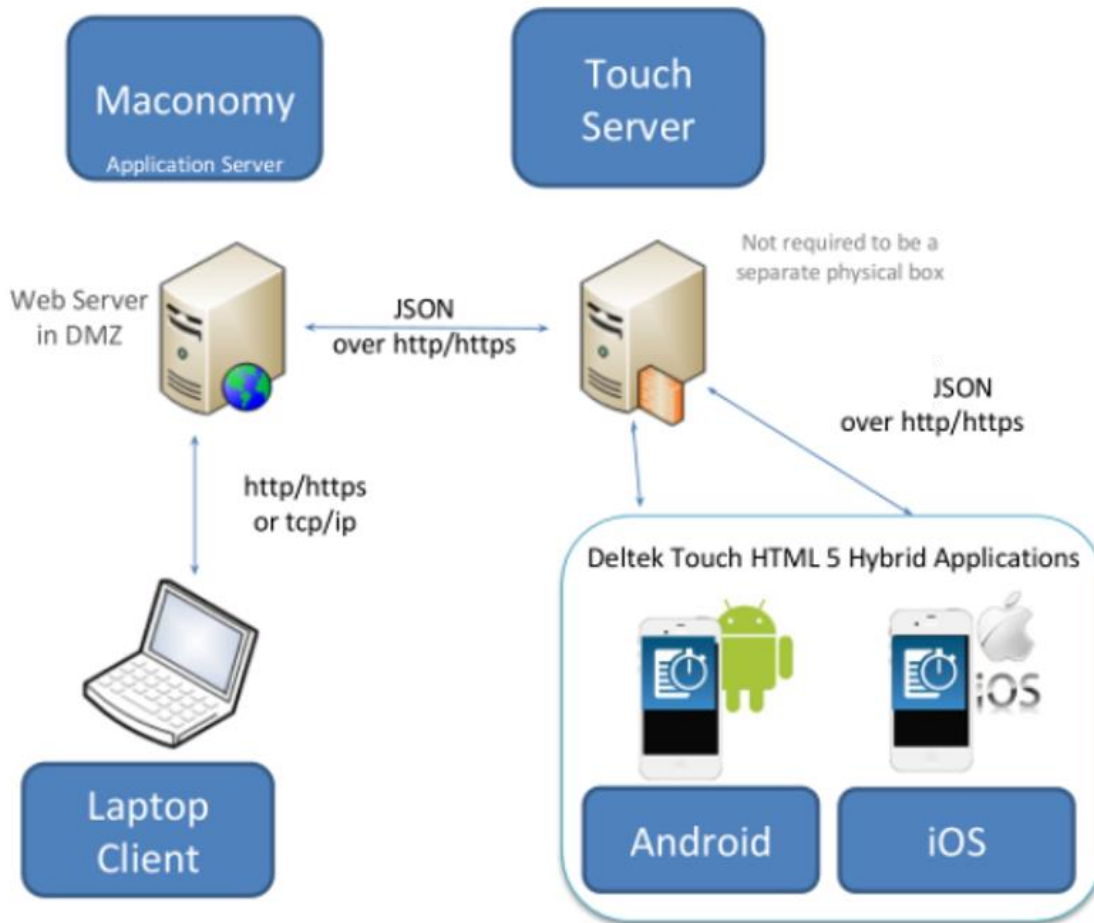 Maconomy
Application Server
Touch
Server
Web Server
in DMZ
JSON
over http/https
Not required to be a
separate physical box
JSON
over http/https
http/https
or tcp/ip
Deltek Touch HTML 5 Hybrid Applications
iOS
Laptop
Client
Android
iOS